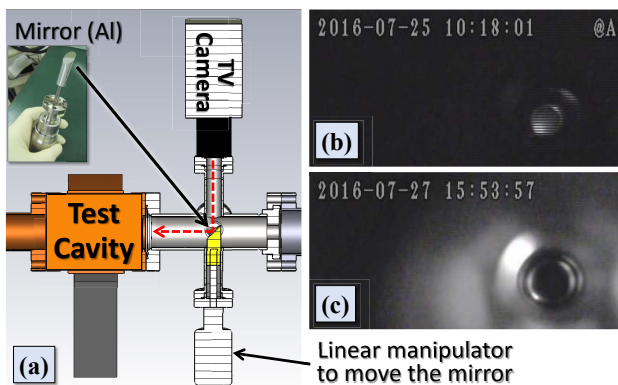 Mirror (Al)
TV
Camera
Test
Cavity
(a)
2016-07-25 10:18:01 @A
(b)
2016-07-27 15:53:57
(c)
Linear manipulator
to move the mirror